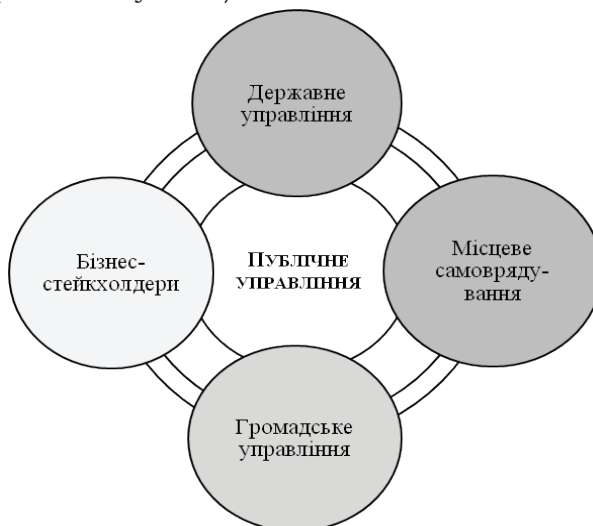 Державне
управління
Бізнес-
стейкхолдери
ПУБЛІЧНЕ
УПРАВЛІННЯ
Місцеве
самовряду-
вання
Громадське
управління